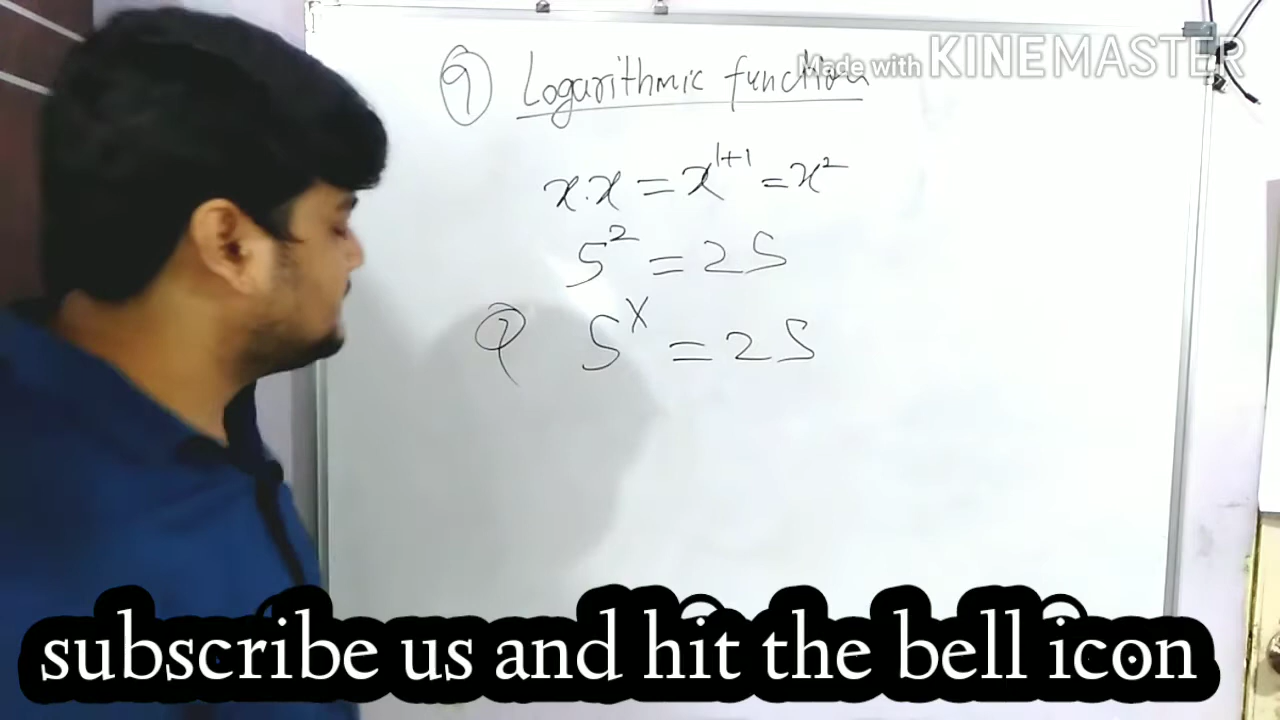 9 Logarithmic function
Made with KINEMASTER
x.x = x^{1+1} = x^2
5^2 = 25
Q 5^x = 25
subscribe us and hit the bell icon